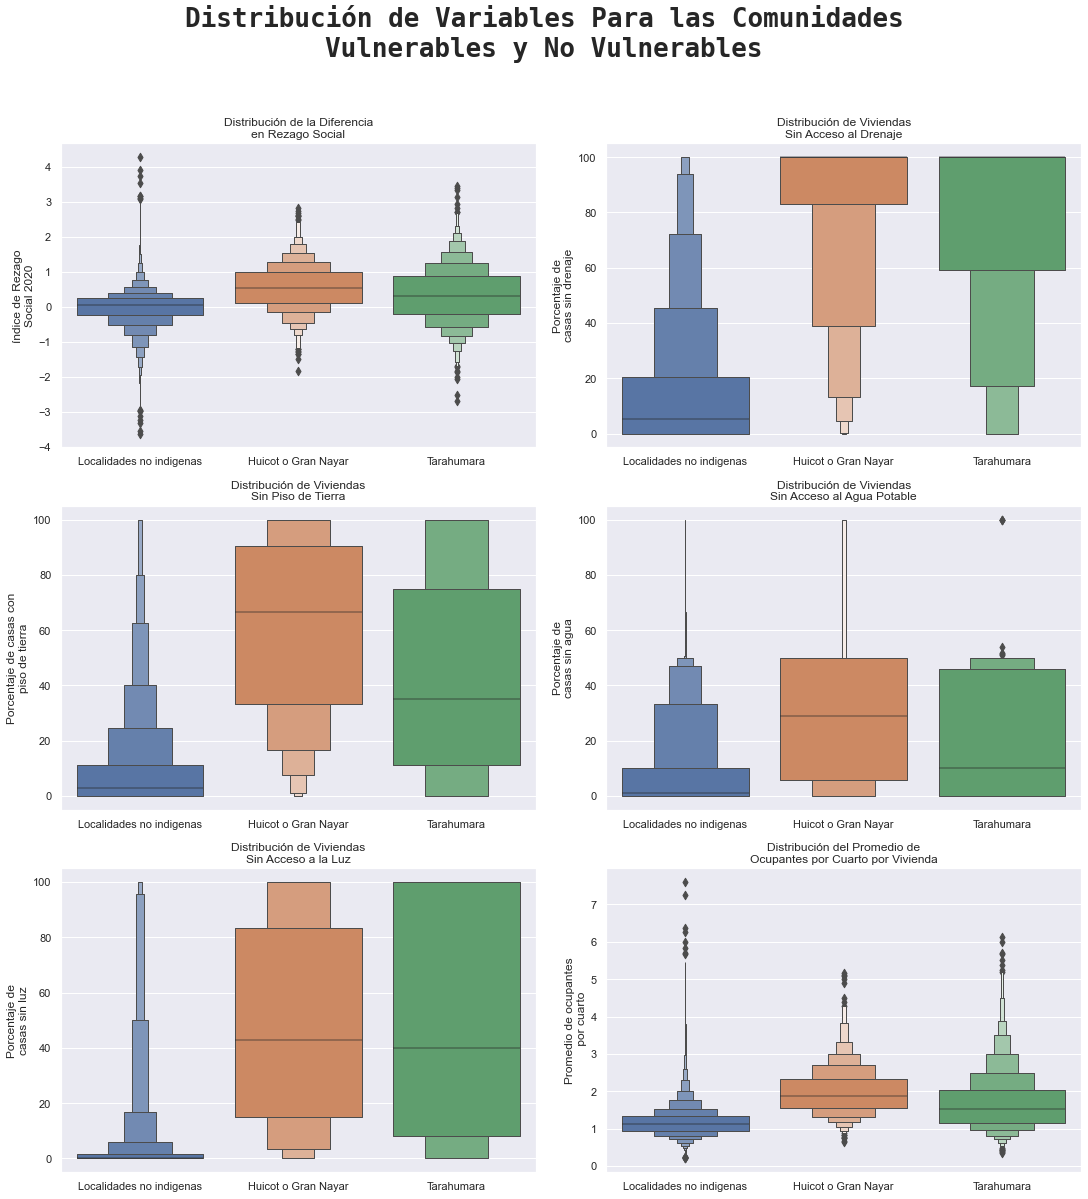 Distribución de Variables Para las Comunidades
Vulnerables y No Vulnerables
Distribución de la Diferencia
en Rezago Social
Índice de Rezago
Social 2020
4
3
2
1
0
−1
−2
−3
−4
Localidades no indigenas
Huicot o Gran Nayar
Tarahumara
Distribución de Viviendas
Sin Acceso al Drenaje
Porcentaje de
casas sin drenaje
100
80
60
40
20
0
Localidades no indigenas
Huicot o Gran Nayar
Tarahumara
Distribución de Viviendas
Sin Piso de Tierra
Porcentaje de casas con
piso de tierra
100
80
60
40
20
0
Localidades no indigenas
Huicot o Gran Nayar
Tarahumara
Distribución de Viviendas
Sin Acceso al Agua Potable
Porcentaje de
casas sin agua
100
80
60
40
20
0
Localidades no indigenas
Huicot o Gran Nayar
Tarahumara
Distribución de Viviendas
Sin Acceso a la Luz
Porcentaje de
casas sin luz
100
80
60
40
20
0
Localidades no indigenas
Huicot o Gran Nayar
Tarahumara
Distribución del Promedio de
Ocupantes por Cuarto por Vivienda
Promedio de ocupantes
por cuarto
7
6
5
4
3
2
1
0
Localidades no indigenas
Huicot o Gran Nayar
Tarahumara